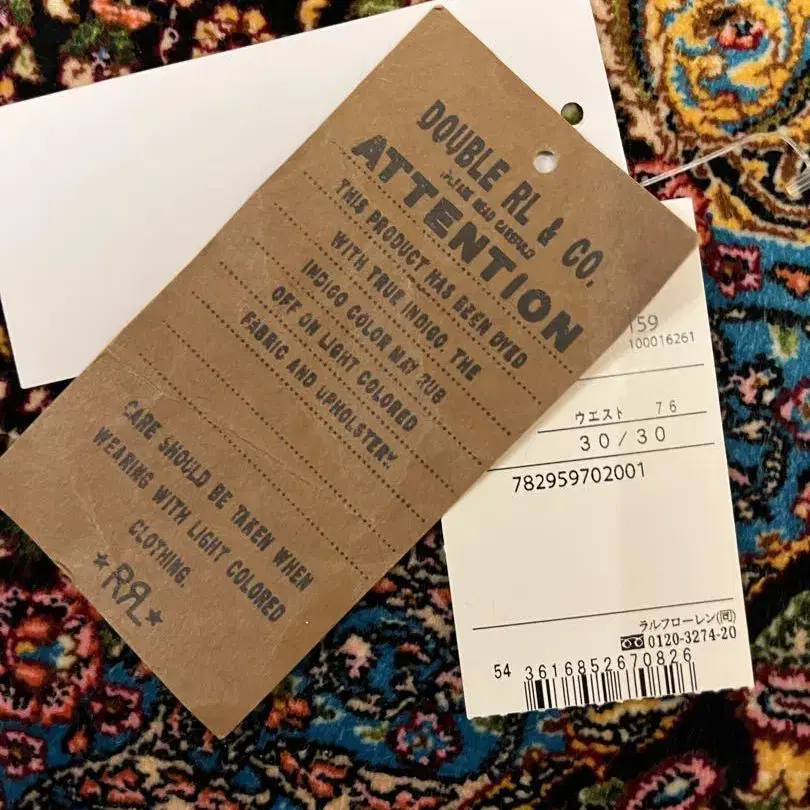 DOUBLE RL & CO.
PLEASE READ CAREFULLY
ATTENTION
THIS PRODUCT HAS BEEN DYED
WITH TRUE INDIGO. THE
INDIGO COLOR MAY RUB
OFF ON LIGHT COLORED
FABRIC AND UPHOLSTERY.
CARE SHOULD BE TAKEN WHEN
WEARING WITH LIGHT COLORED
CLOTHING.
RRL
159
100016261
ウエスト 76
30/30
782959702001
ラルフローレン(同)
0120-3274-20
54 3616852670826